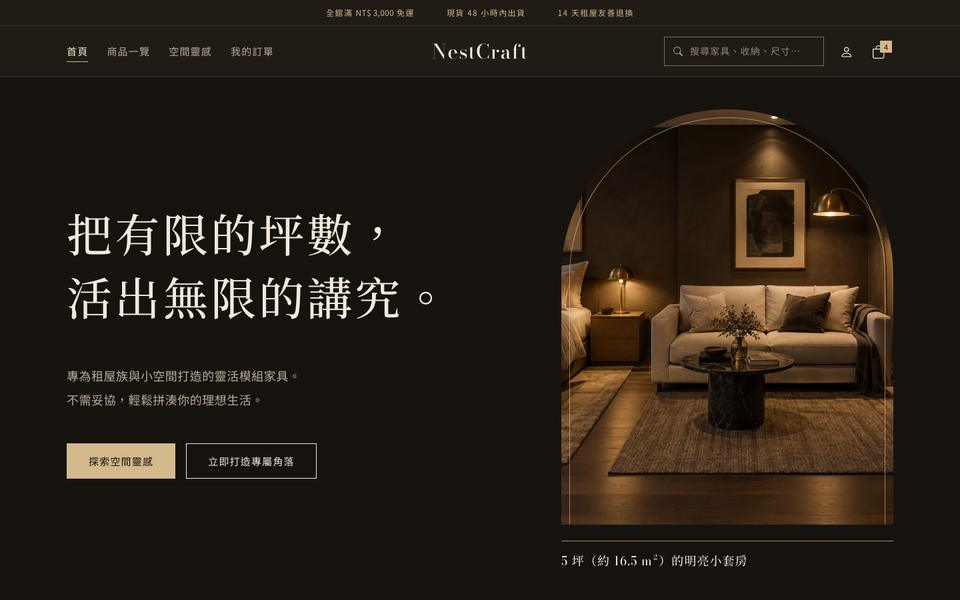 全館滿 NT$ 3,000 免運
現貨 48 小時內出貨
14 天租屋友善退換
首頁
商品一覽
空間靈感
我的訂單
NestCraft
搜尋家具、收納、尺寸⋯
4
把有限的坪數，
活出無限的講究。
專為租屋族與小空間打造的靈活模組家具。
不需妥協，輕鬆拼湊你的理想生活。
探索空間靈感
立即打造專屬角落
5 坪（約 16.5 m²）的明亮小套房